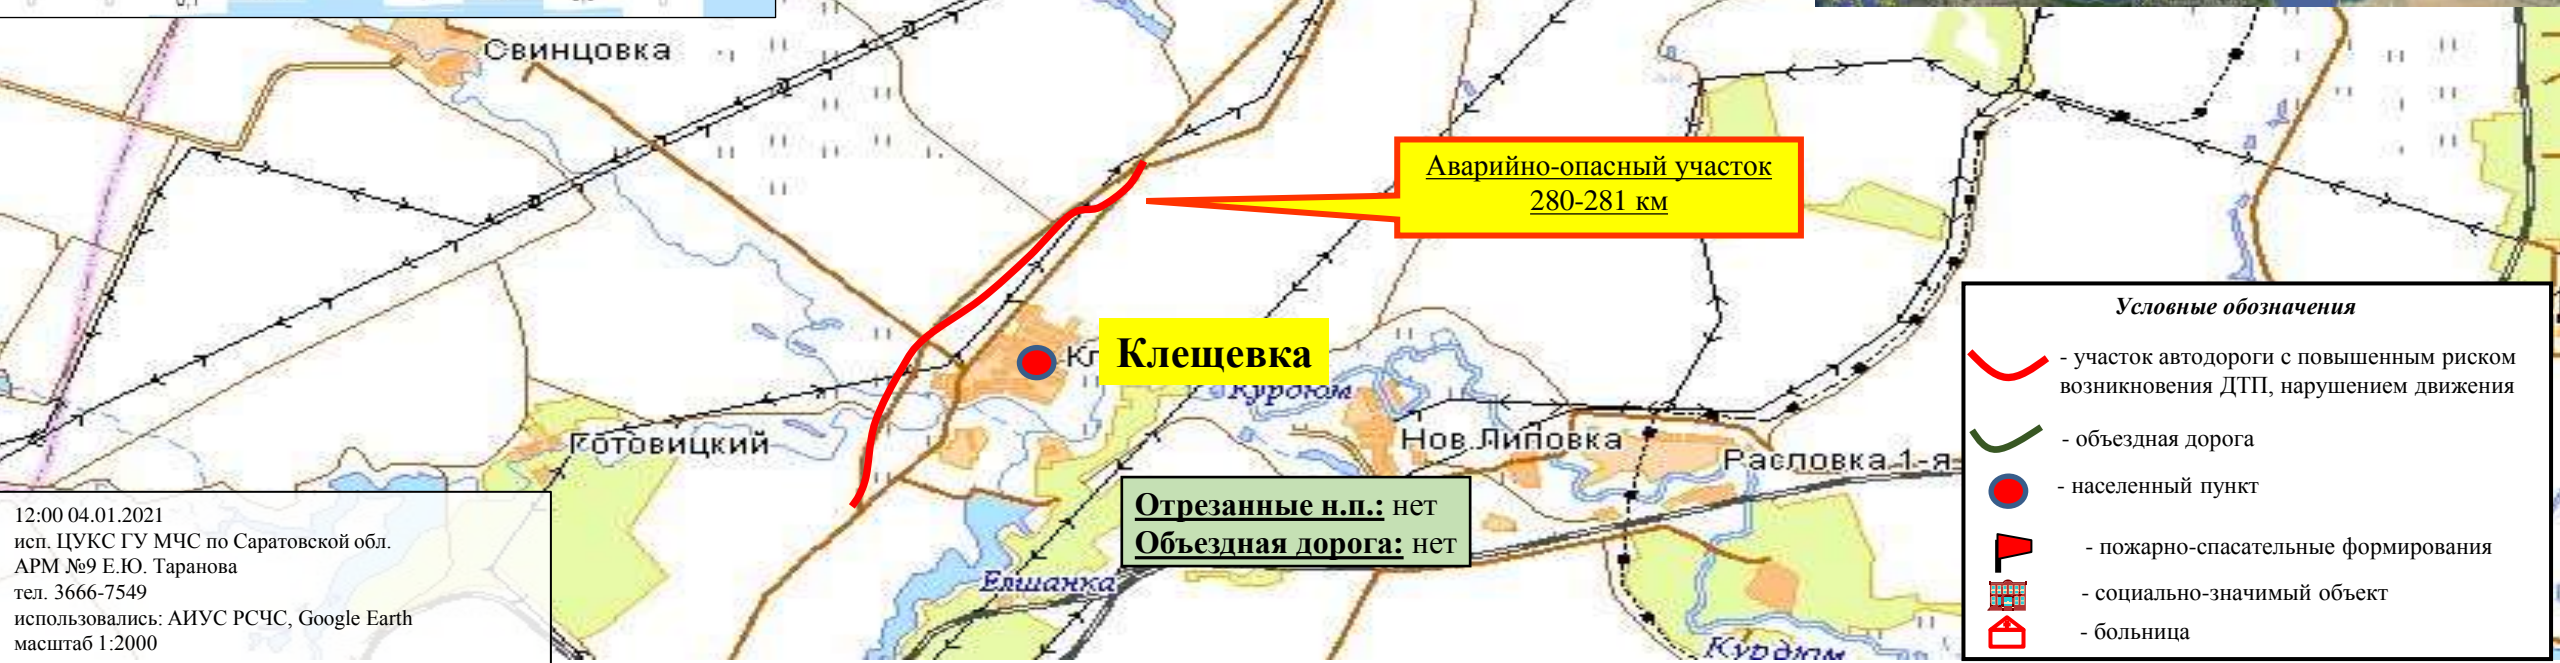 Свинцовка
Аварийно-опасный участок
280-281 км
Условные обозначения
- участок автодороги с повышенным риском
возникновения ДТП, нарушением движения
- объездная дорога
- населенный пункт
- пожарно-спасательные формирования
- социально-значимый объект
- больница
Клещевка
Курдюм
Готовицкий
Нов.Липовка
Расловка 1-я
Отрезанные н.п.: нет
Объездная дорога: нет
Елшанка
Курдюм
12:00 04.01.2021
исп. ЦУКС ГУ МЧС по Саратовской обл.
АРМ №9 Е.Ю. Таранова
тел. 3666-7549
использовались: АИУС РСЧС, Google Earth
масштаб 1:2000